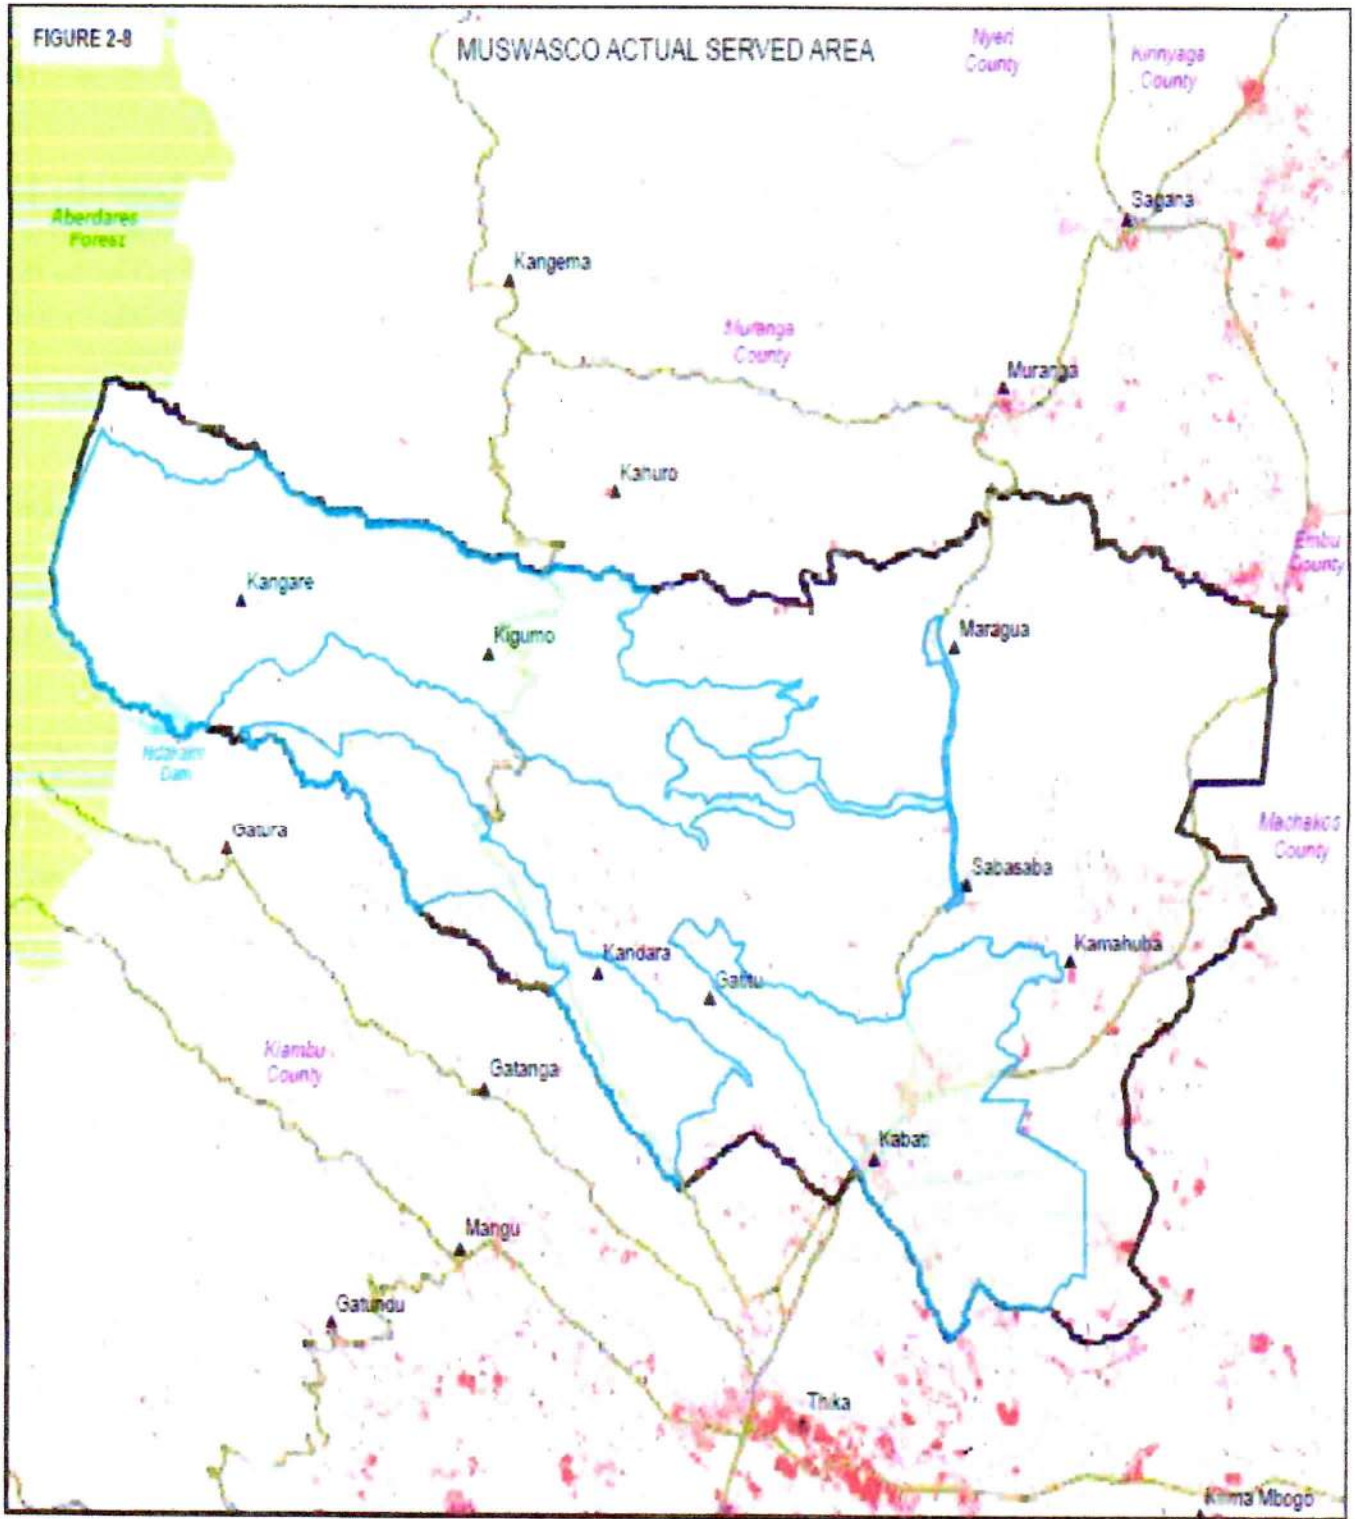 FIGURE 2-8
MUSWASCO ACTUAL SERVED AREA
Nyeri
County
Kirinyaga
County
Aberdares
Forest
Sagana
Kangema
Muranga
County
Muranga
Kahuro
Embu
County
Kangare
Kigumo
Maragua
Ndakaini
Dam
Gatura
Machakos
County
Sabasaba
Kandara
Gatitu
Kamahuba
Kiambu
County
Gatanga
Kabati
Mangu
Gatundu
Thika
Kilima Mbogo